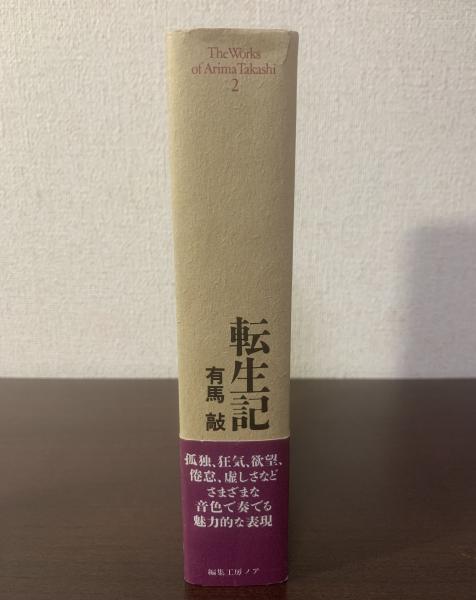 The Works
of Arima Takashi
2
転生記
有馬 敲
孤独、狂気、欲望、
倦怠、虚しさなど
さまざまな
音色で奏でる
魅力的な表現
編集工房ノア